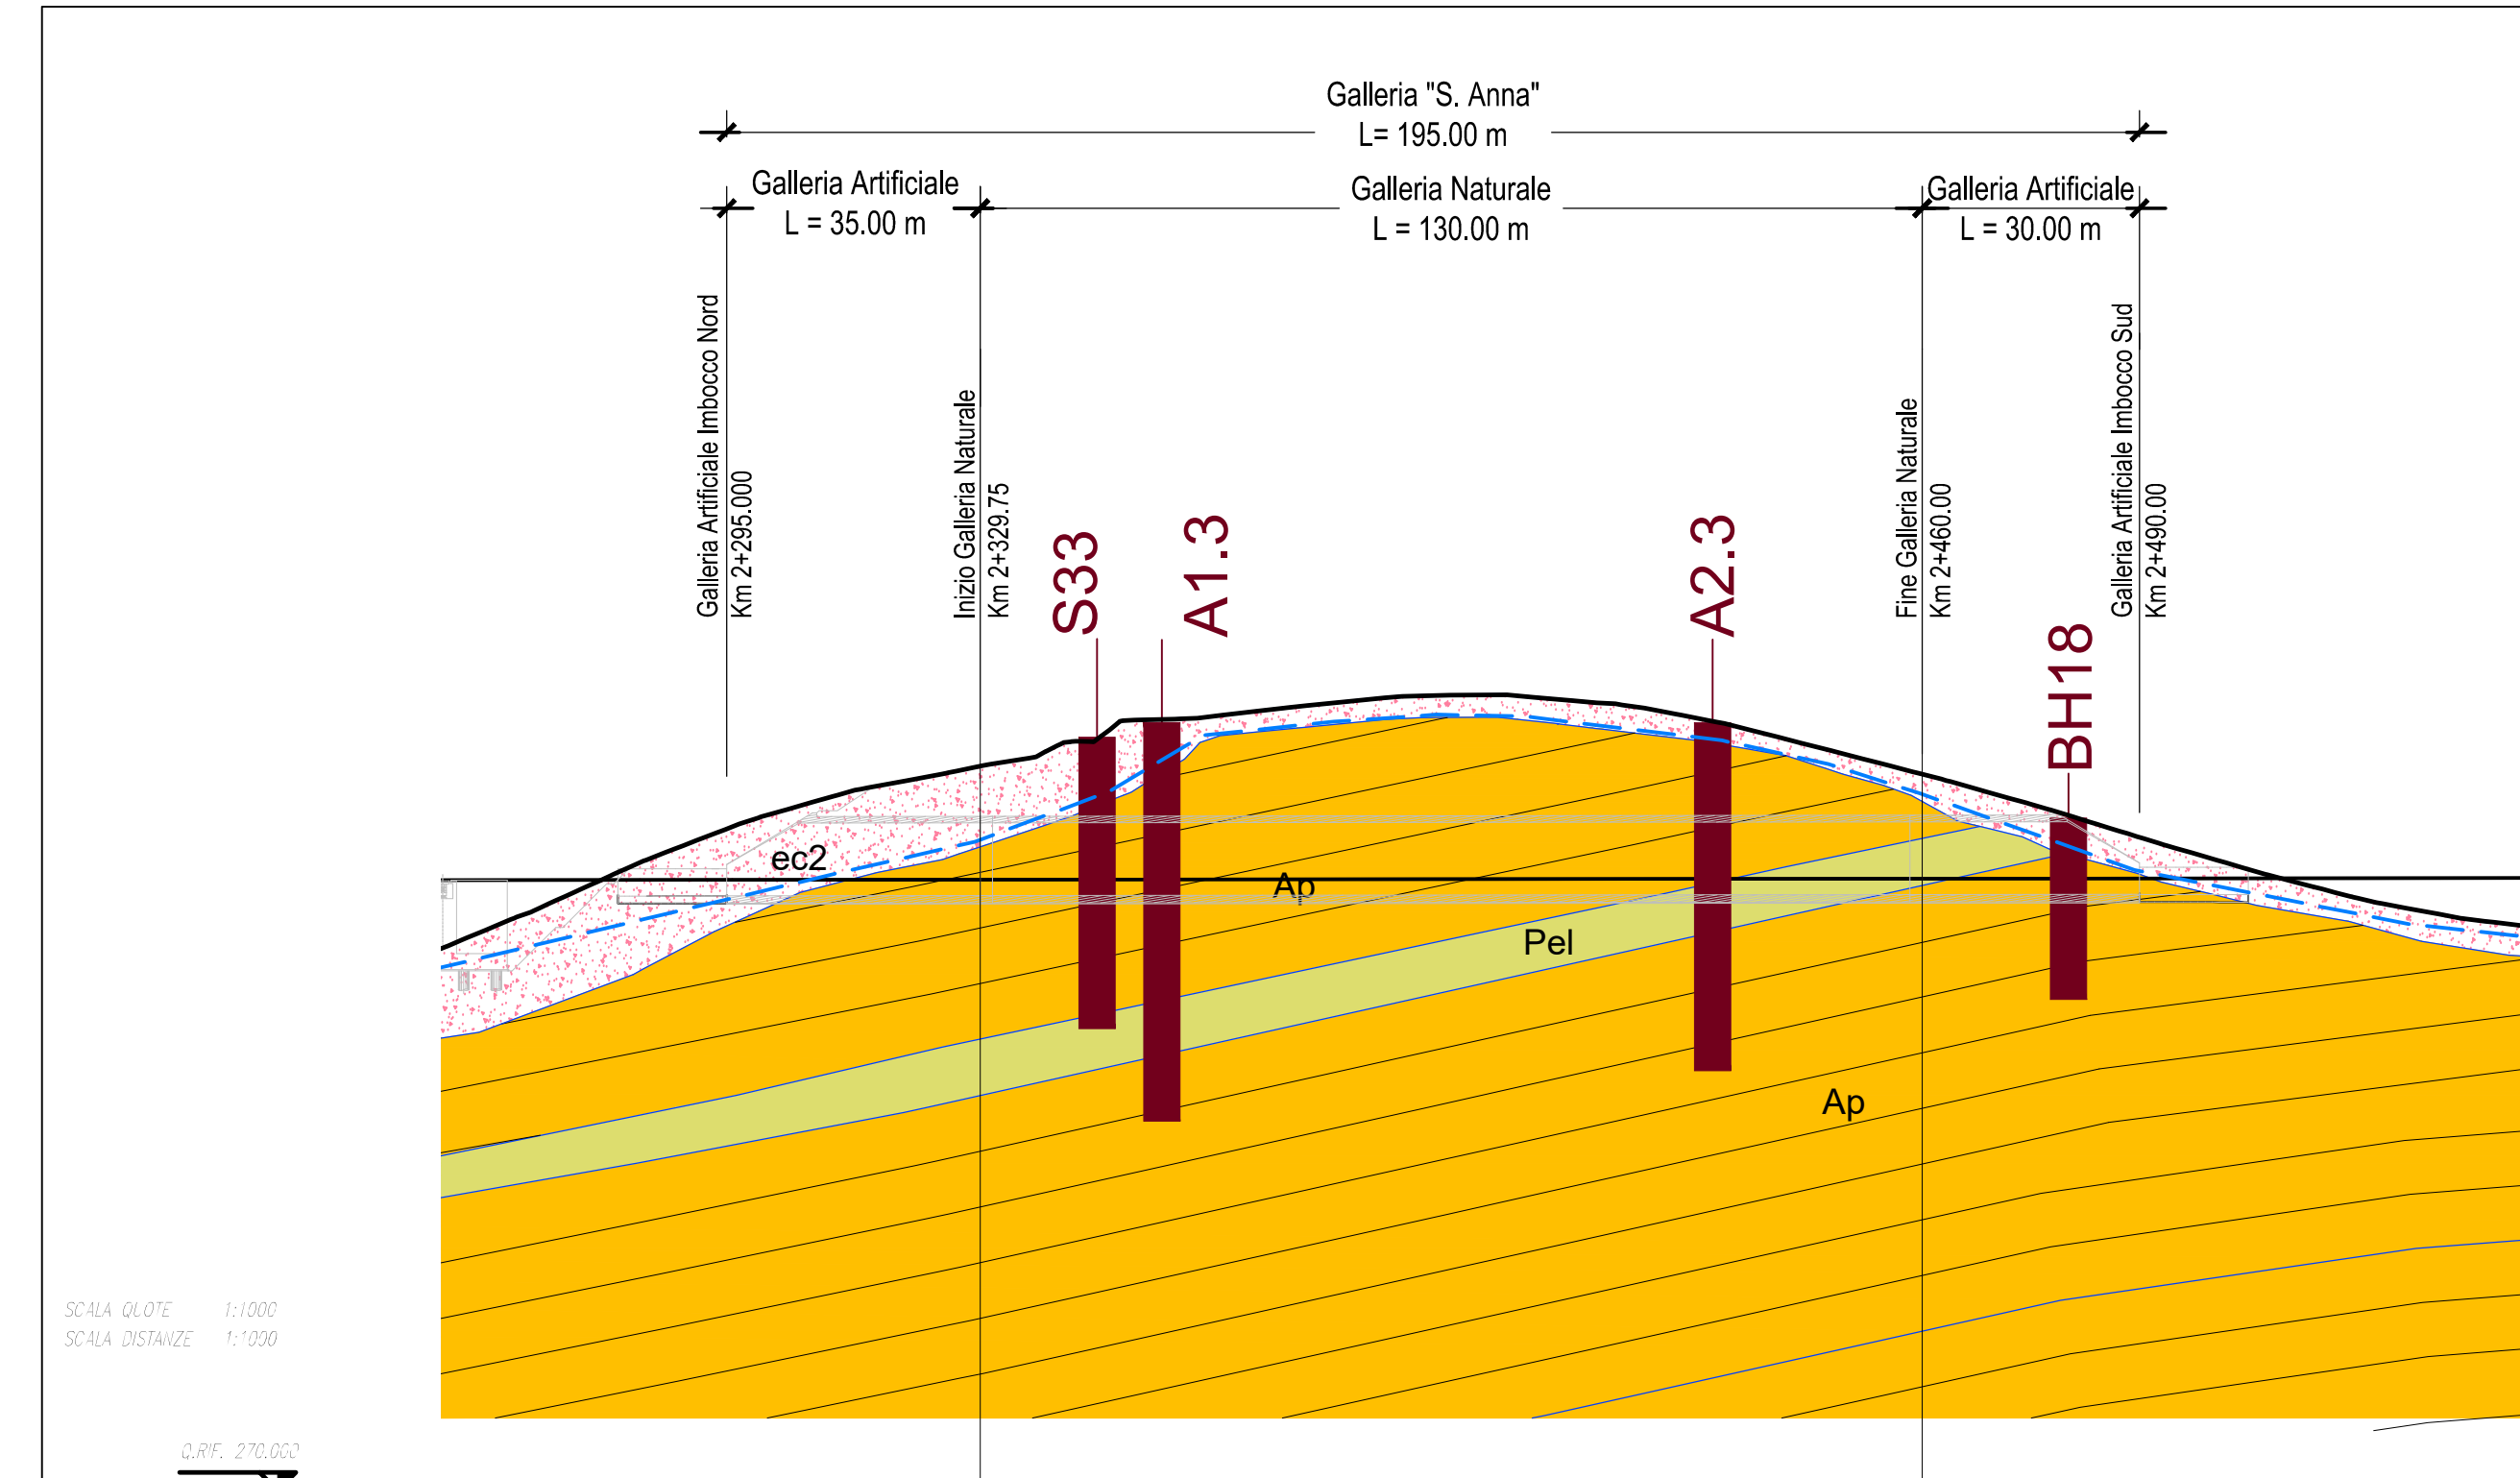 Galleria "S. Anna"
L= 195.00 m
Galleria Artificiale
L = 35.00 m
Galleria Naturale
L = 130.00 m
Galleria Artificiale
L = 30.00 m
Galleria Artificiale Imbocco Nord
Km 2+295.000
Inizio Galleria Naturale
Km 2+329.75
Fine Galleria Naturale
Km 2+460.00
Galleria Artificiale Imbocco Sud
Km 2+490.00
S33
A1.3
A2.3
BH18
ec2
Ap
Pel
Ap
SCALA QUOTE 1:1000
SCALA DISTANZE 1:1000
Q.RIF. 270.000